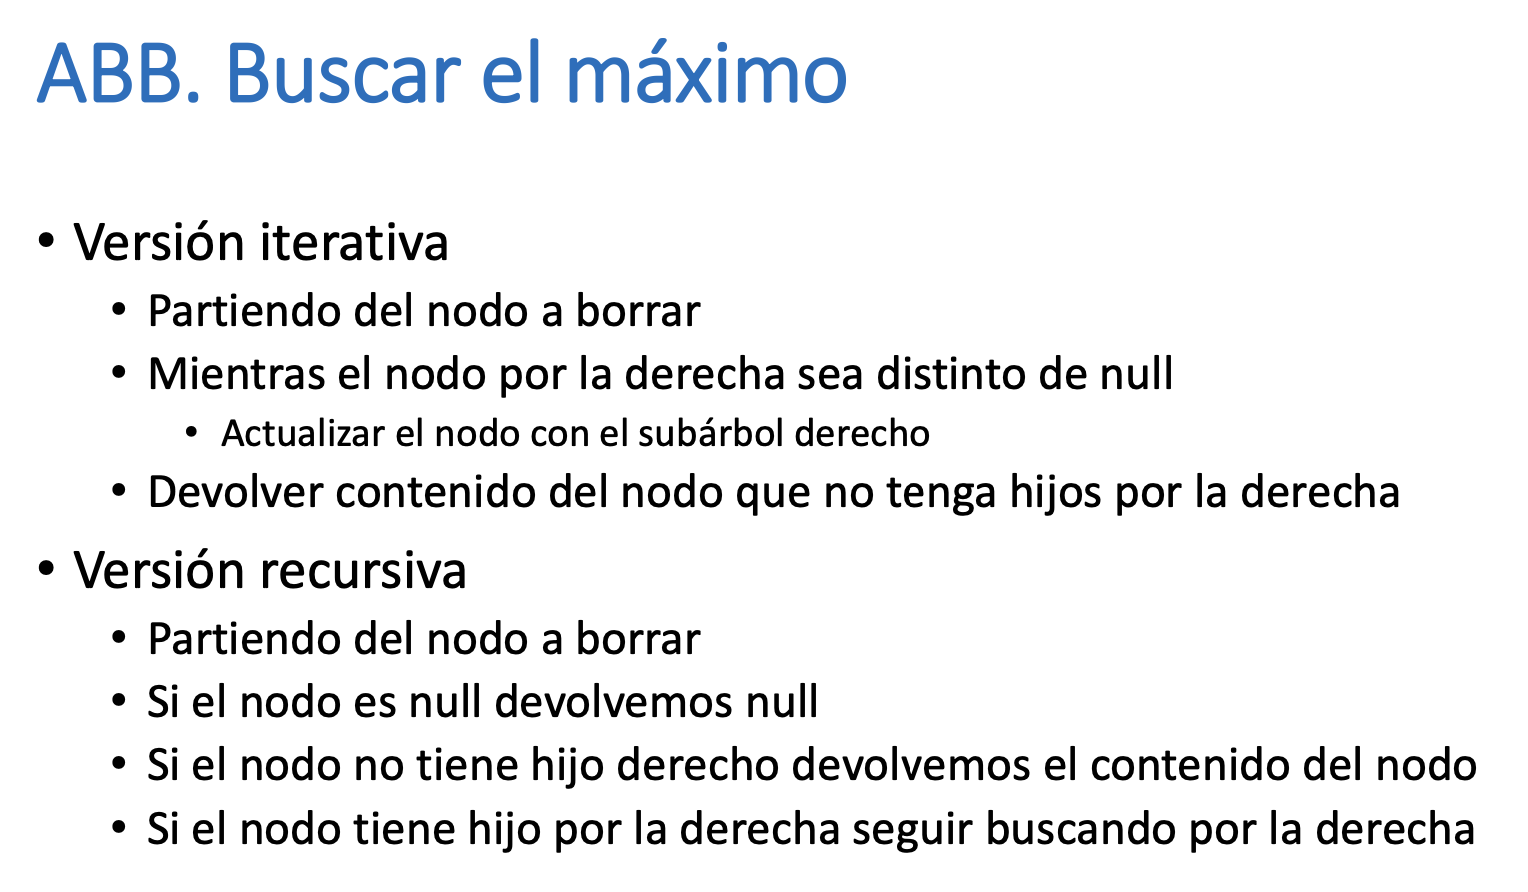 ABB. Buscar el máximo
• Versión iterativa
• Partiendo del nodo a borrar
• Mientras el nodo por la derecha sea distinto de null
• Actualizar el nodo con el subárbol derecho
• Devolver contenido del nodo que no tenga hijos por la derecha
• Versión recursiva
• Partiendo del nodo a borrar
• Si el nodo es null devolvemos null
• Si el nodo no tiene hijo derecho devolvemos el contenido del nodo
• Si el nodo tiene hijo por la derecha seguir buscando por la derecha